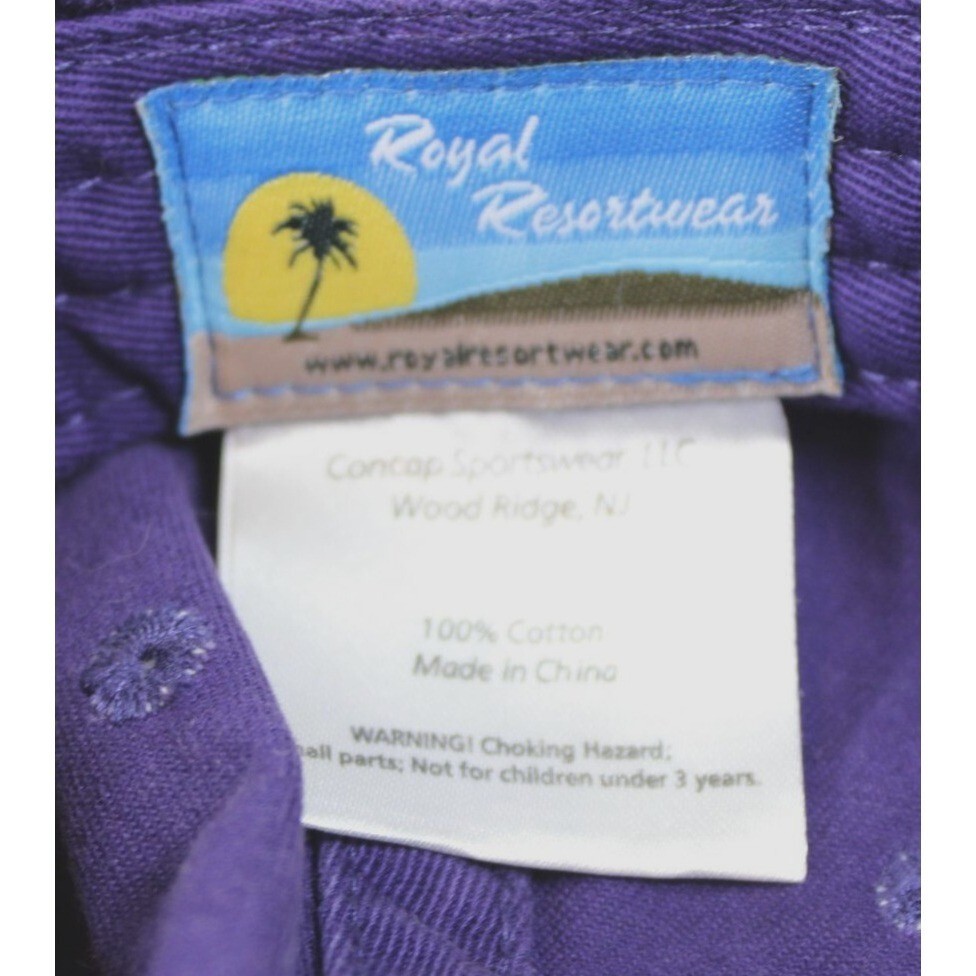 Royal
Resortwear
www.royalresortwear.com
Concap Sportswear LLC
Wood Ridge, NJ
100% Cotton
Made in China
WARNING! Choking Hazard;
parts; Not for children under 3 years.